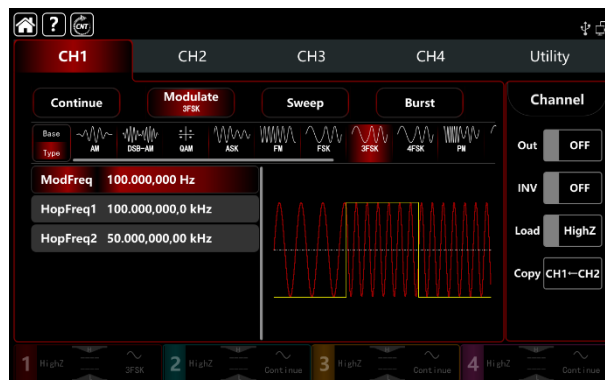 ? CNT
CH1 CH2 CH3 CH4 Utility
Continue Modulate 3FSK Sweep Burst Channel
Base Type AM DSB-AM QAM ASK FM FSK 3FSK 4FSK PM
Out OFF
ModFreq 100.000,000 Hz
INV OFF
HopFreq1 100.000,000,0 kHz
Load HighZ
HopFreq2 50.000,000,00 kHz
Copy CH1←CH2
1 HighZ 3FSK 2 HighZ Continue 3 HighZ Continue 4 HighZ Continue